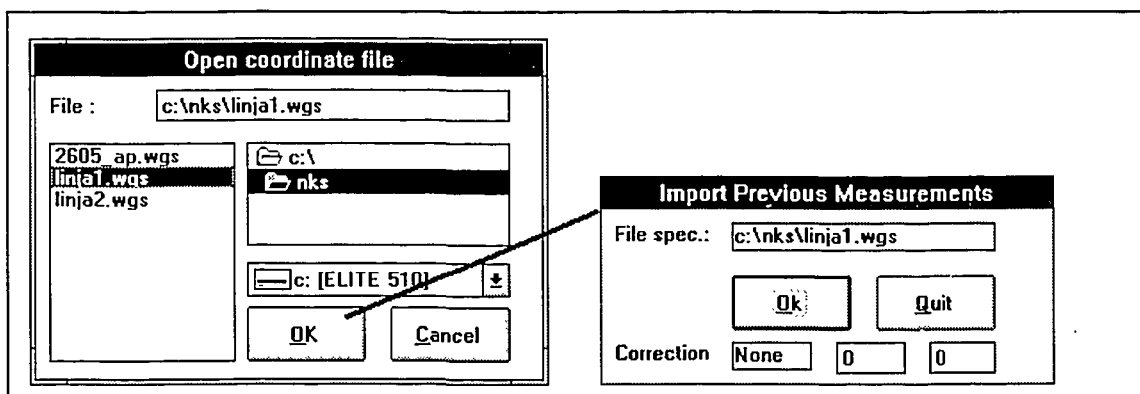 Open coordinate file
File : c:\nks\linja1.wgs
2605_ap.wgs
linja1.wgs
linja2.wgs
c:\
nks
c: [ELITE 510]
OK Cancel
Import Previous Measurements
File spec.: c:\nks\linja1.wgs
Ok Quit
Correction None 0 0